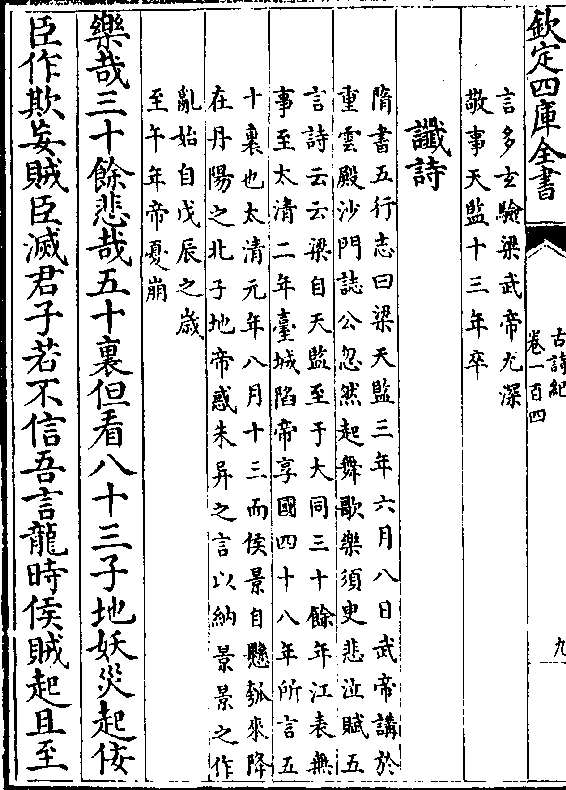 欽定四庫全書
古詩紀
卷一百四
九
言多玄驗梁武帝尤深
敬事天監十三年卒
讖詩
隋書五行志曰梁天監三年六月八日武帝講於
重雲殿沙門誌公忽然起舞歌樂須臾悲泣賦五
言詩云云梁自天監至于大同三十餘年江表無
事至太清二年臺城陷帝享國四十八年所言五
十裏也太清元年八月十三而侯景自懸瓠來降
在丹陽之北子地帝惑朱异之言以納景景之作
亂始自戊辰之歲
至午年帝憂崩
樂哉三十餘悲哉五十裏但看八十三子地妖災起佞
臣作欺妄賊臣滅君子若不信吾言龍時侯賊起且至